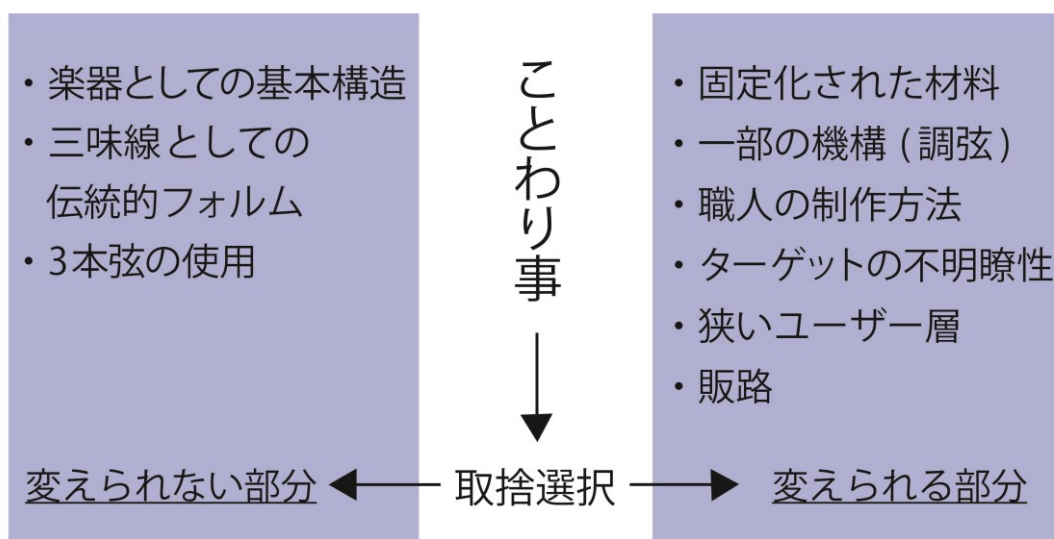 ・楽器としての基本構造
・三味線としての
伝統的フォルム
・3本弦の使用
変えられない部分
ことわり事
取捨選択
・固定化された材料
・一部の機構 (調弦)
・職人の制作方法
・ターゲットの不明瞭性
・狭いユーザー層
・販路
変えられる部分